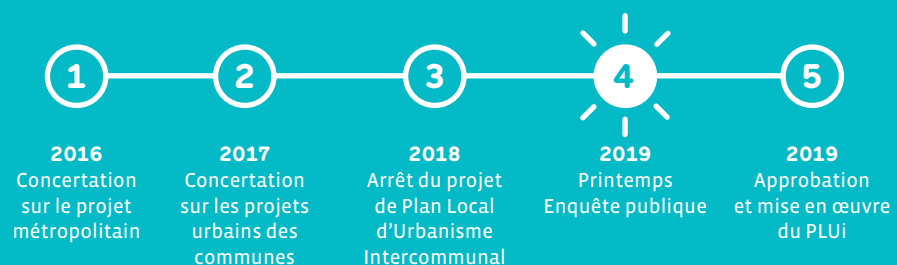 1
2016
Concertation
sur le projet
métropolitain
2
2017
Concertation
sur les projets
urbains des
communes
3
2018
Arrêt du projet
de Plan Local
d'Urbanisme
Intercommunal
4
2019
Printemps
Enquête publique
5
2019
Approbation
et mise en œuvre
du PLUi